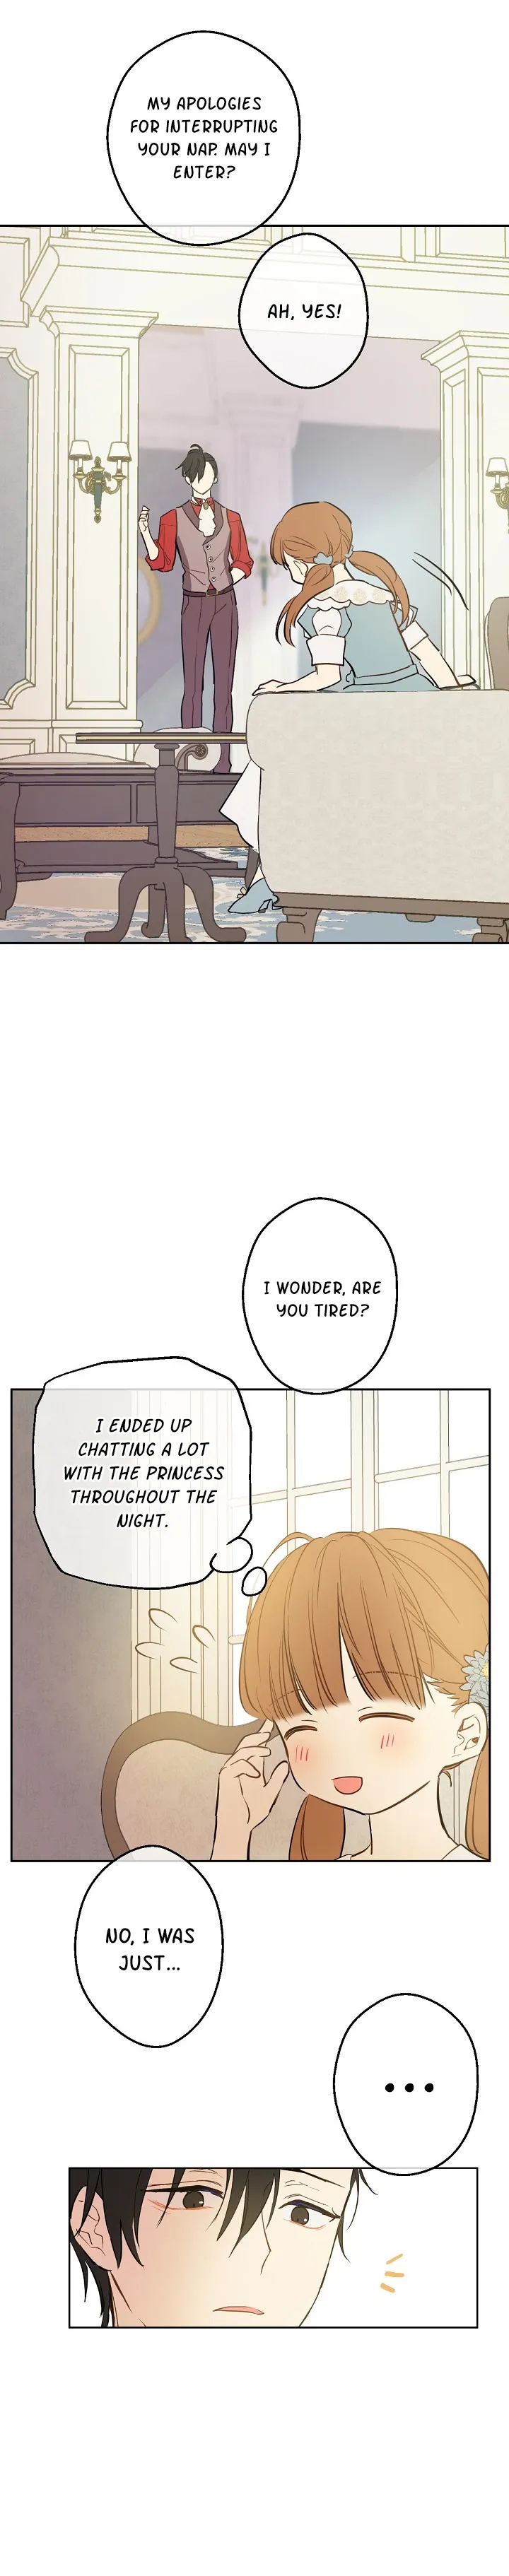 MY APOLOGIES
FOR INTERRUPTING
YOUR NAP. MAY I
ENTER?
AH, YES!
I WONDER, ARE
YOU TIRED?
I ENDED UP
CHATTING A LOT
WITH THE PRINCESS
THROUGHOUT THE
NIGHT.
NO, I WAS
JUST...
...